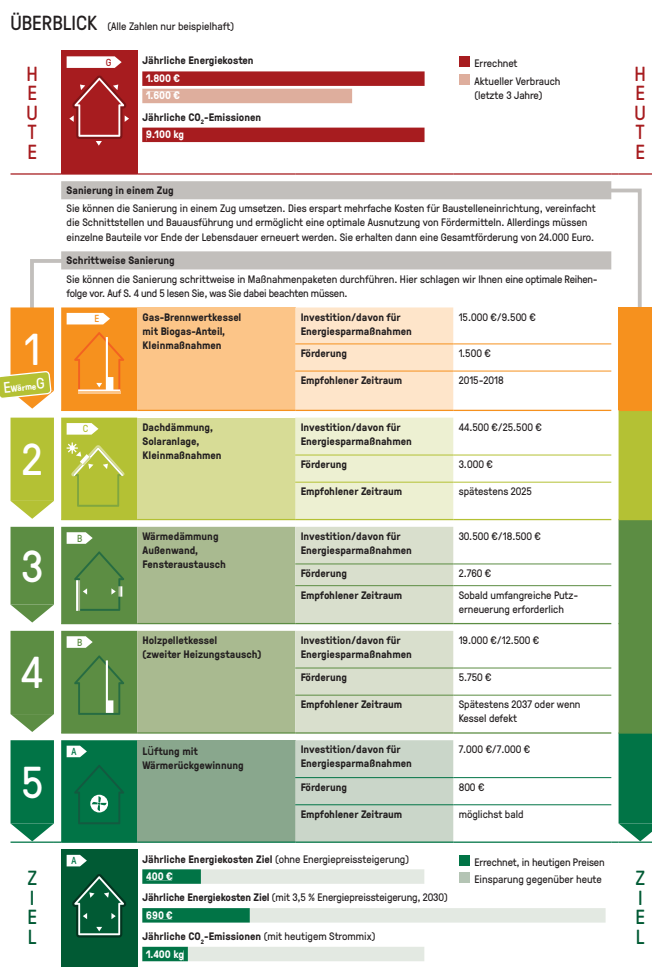 ÜBERBLICK (Alle Zahlen nur beispielhaft)
HEUTE
G
Jährliche Energiekosten
1.800 €
1.600 €
Jährliche CO₂-Emissionen
9.100 kg
Errechnet
Aktueller Verbrauch
(letzte 3 Jahre)
HEUTE
Sanierung in einem Zug
Sie können die Sanierung in einem Zug umsetzen. Dies erspart mehrfache Kosten für Baustelleneinrichtung, vereinfacht
die Schnittstellen und Bauausführung und ermöglicht eine optimale Ausnutzung von Fördermitteln. Allerdings müssen
einzelne Bauteile vor Ende der Lebensdauer erneuert werden. Sie erhalten dann eine Gesamtförderung von 24.000 Euro.
Schrittweise Sanierung
Sie können die Sanierung schrittweise in Maßnahmenpaketen durchführen. Hier schlagen wir Ihnen eine optimale Reihen-
folge vor. Auf S. 4 und 5 lesen Sie, was Sie dabei beachten müssen.
1
EWärmeG
E
Gas-Brennwertkessel
mit Biogas-Anteil,
Kleinmaßnahmen
Investition/davon für
Energiesparmaßnahmen
15.000 €/9.500 €
Förderung
1.500 €
Empfohlener Zeitraum
2015-2018
2
C
Dachdämmung,
Solaranlage,
Kleinmaßnahmen
Investition/davon für
Energiesparmaßnahmen
44.500 €/25.500 €
Förderung
3.000 €
Empfohlener Zeitraum
spätestens 2025
3
B
Wärmedämmung
Außenwand,
Fensteraustausch
Investition/davon für
Energiesparmaßnahmen
30.500 €/18.500 €
Förderung
2.760 €
Empfohlener Zeitraum
Sobald umfangreiche Putz-
erneuerung erforderlich
4
B
Holzpelletkessel
(zweiter Heizungstausch)
Investition/davon für
Energiesparmaßnahmen
19.000 €/12.500 €
Förderung
5.750 €
Empfohlener Zeitraum
Spätestens 2037 oder wenn
Kessel defekt
5
A
Lüftung mit
Wärmerückgewinnung
Investition/davon für
Energiesparmaßnahmen
7.000 €/7.000 €
Förderung
800 €
Empfohlener Zeitraum
möglichst bald
ZIEL
A
Jährliche Energiekosten Ziel (ohne Energiepreissteigerung)
400 €
Jährliche Energiekosten Ziel (mit 3,5 % Energiepreissteigerung, 2030)
690 €
Jährliche CO₂-Emissionen (mit heutigem Strommix)
1.400 kg
Errechnet, in heutigen Preisen
Einsparung gegenüber heute
ZIEL